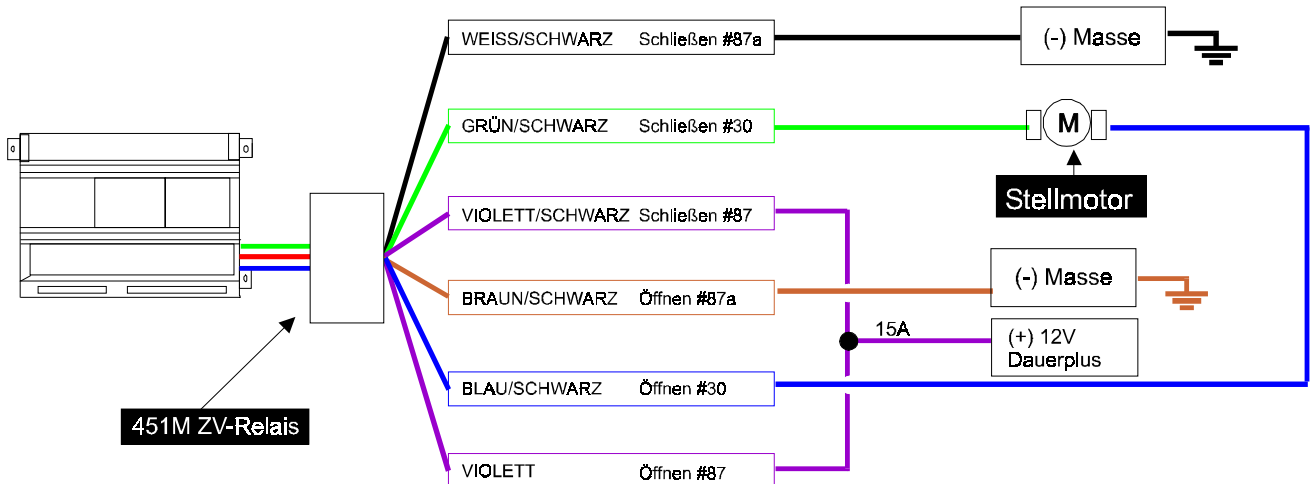 WEISS/SCHWARZ Schließen #87a
(-) Masse
GRÜN/SCHWARZ Schließen #30
M
Stellmotor
VIOLETT/SCHWARZ Schließen #87
BRAUN/SCHWARZ Öffnen #87a
(-) Masse
15A
(+) 12V
Dauerplus
BLAU/SCHWARZ Öffnen #30
451M ZV-Relais
VIOLETT Öffnen #87